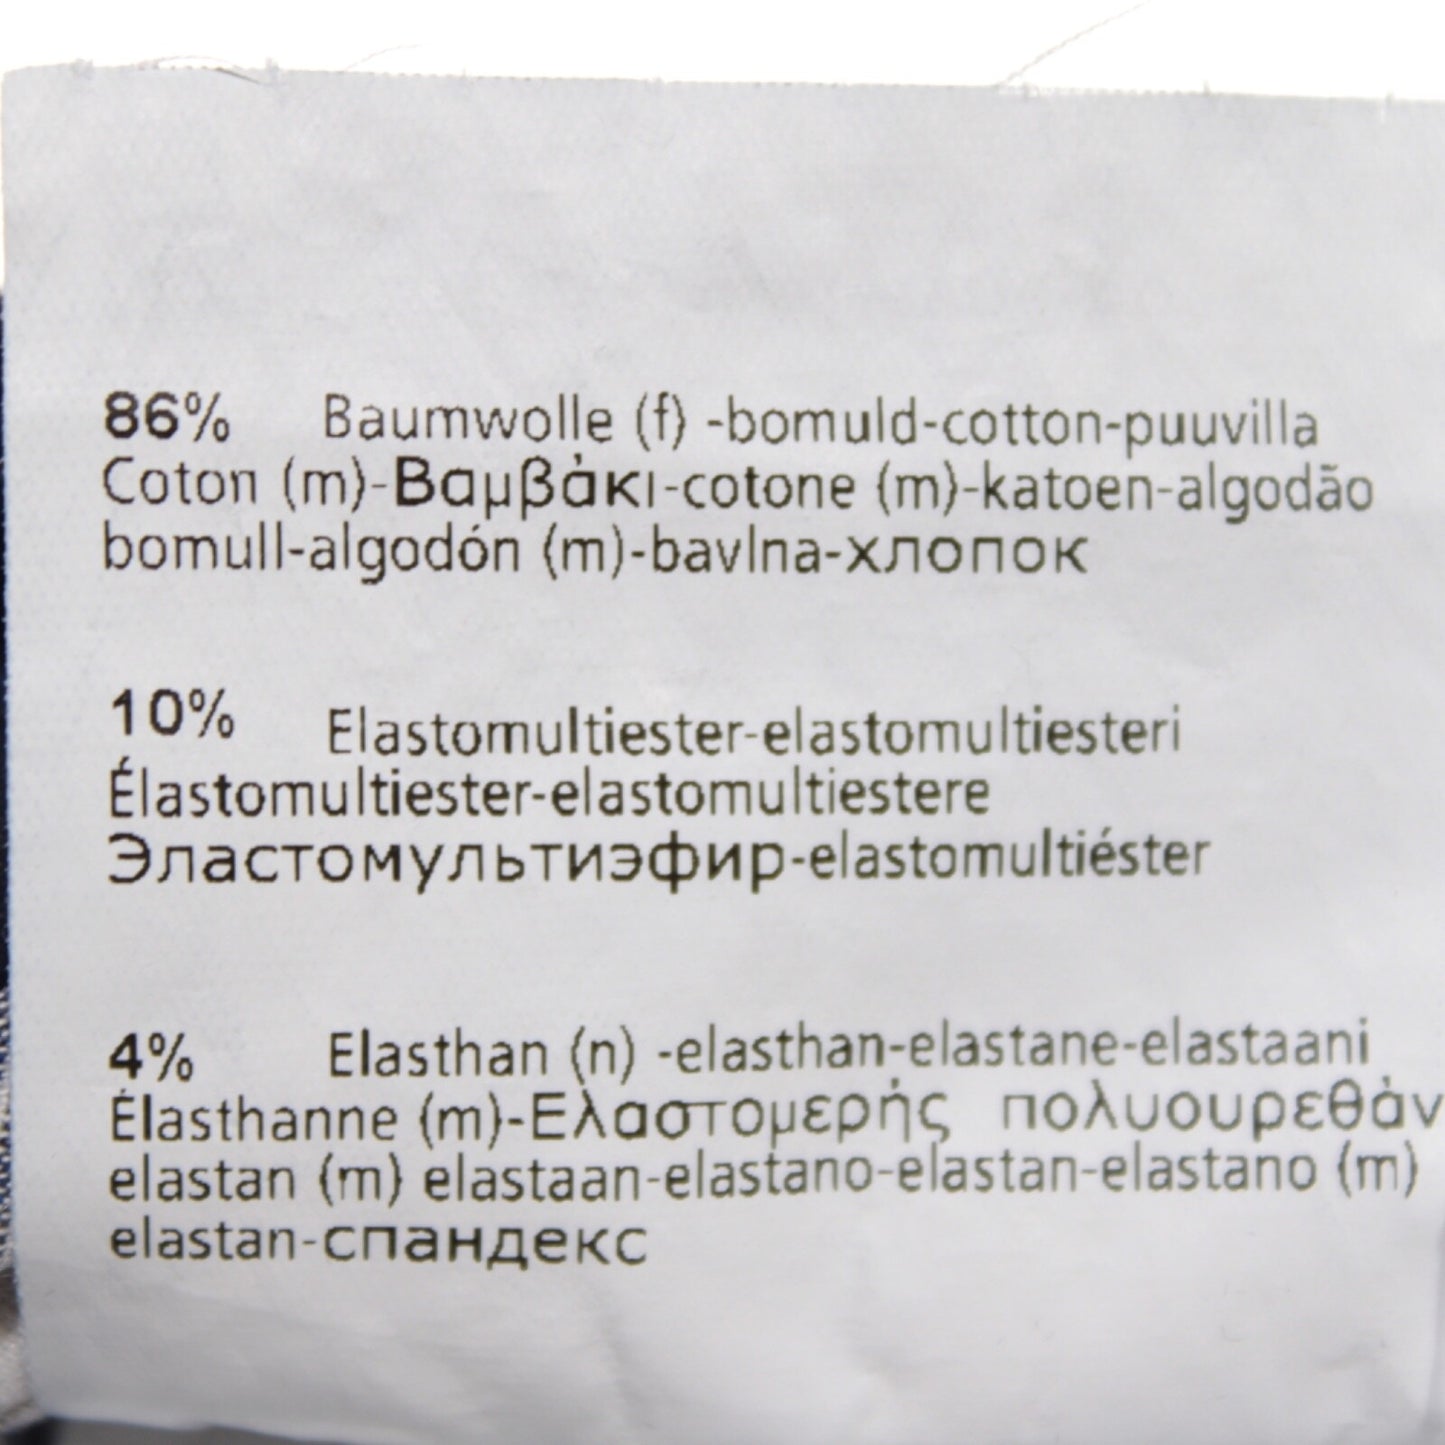 86% Baumwolle (f) -bomuld-cotton-puuvilla
Coton (m)-Βαμβάκι-cotone (m)-katoen-algodão
bomull-algodón (m)-bavlna-хлопок
10% Elastomultiester-elastomultiesteri
Élastomultiester-elastomultiestere
Эластомультиэфир-elastomultiéster
4% Elasthan (n) -elasthan-elastane-elastaani
Élasthanne (m)-Ελαστομερής πολυουρεθάν
elastan (m) elastaan-elastano-elastan-elastano (m)
elastan-спандекс